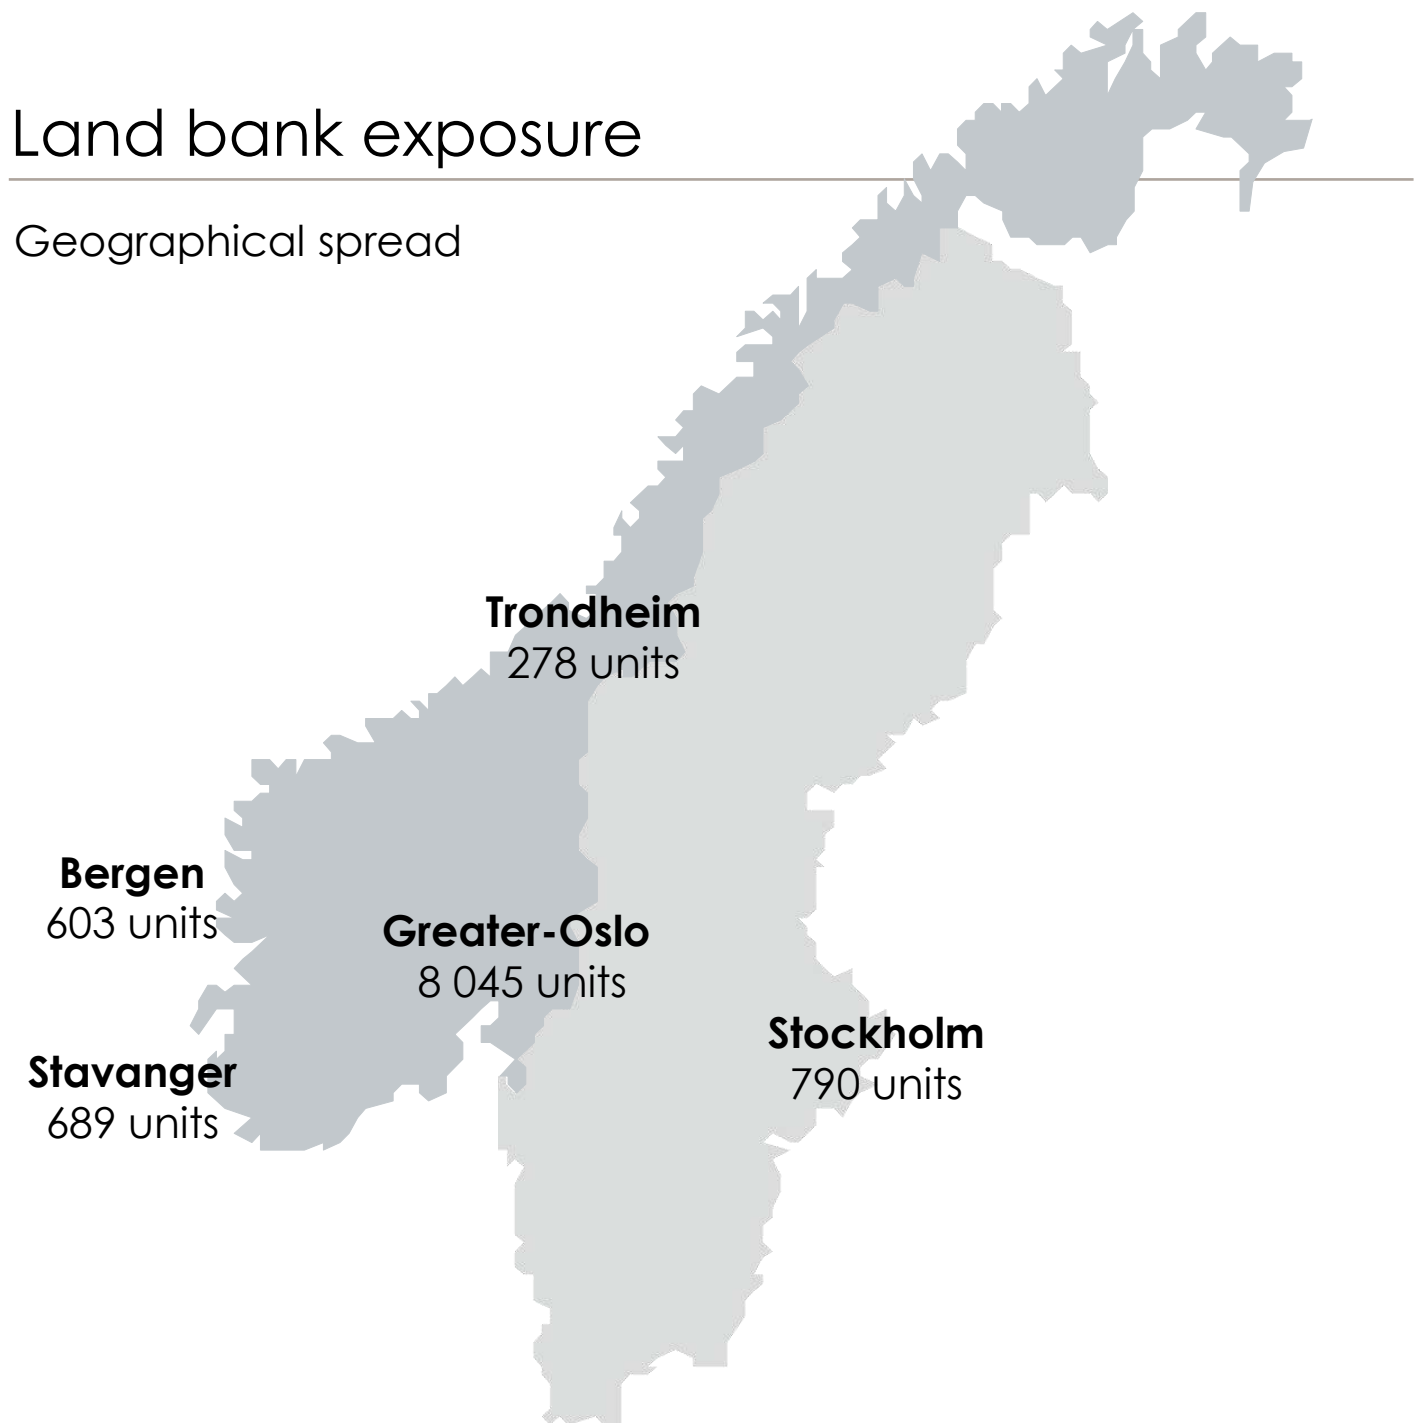 Land bank exposure
Geographical spread
Trondheim
278 units
Bergen
603 units
Greater-Oslo
8 045 units
Stockholm
790 units
Stavanger
689 units